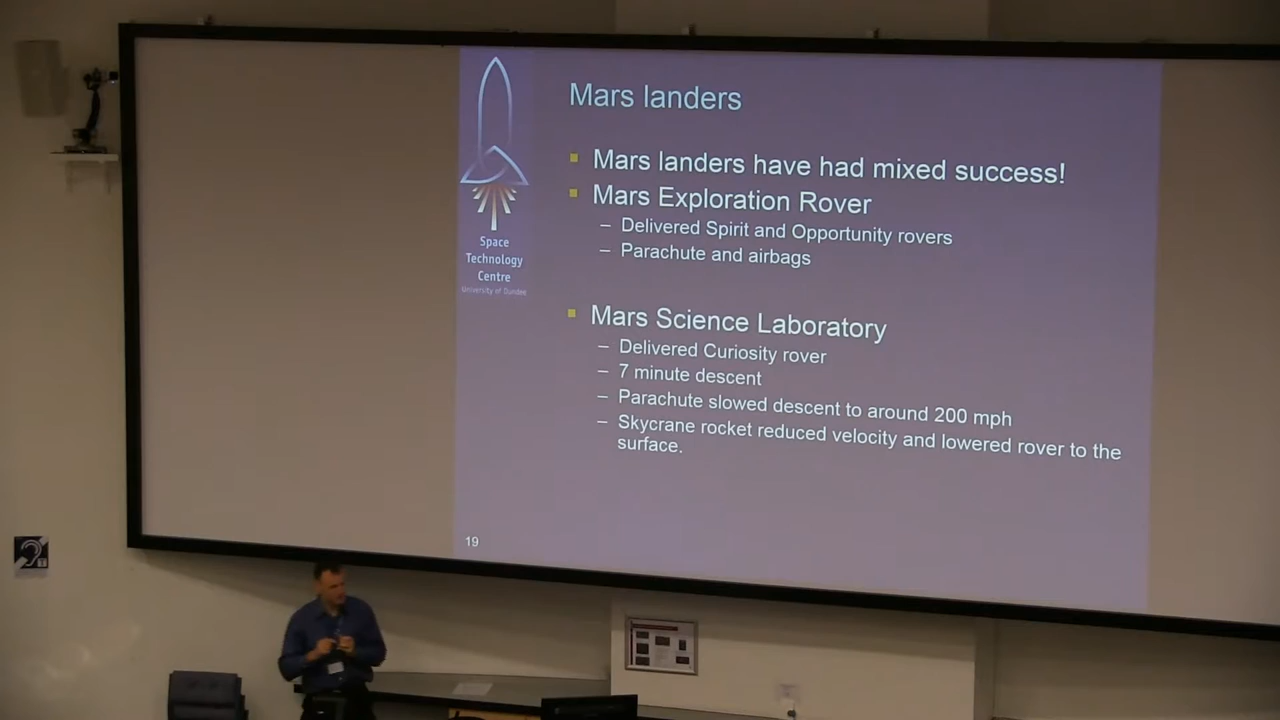 Mars landers
Mars landers have had mixed success!
Mars Exploration Rover
– Delivered Spirit and Opportunity rovers
– Parachute and airbags
Mars Science Laboratory
– Delivered Curiosity rover
– 7 minute descent
– Parachute slowed descent to around 200 mph
– Skycrane rocket reduced velocity and lowered rover to the
surface.
Space
Technology
Centre
University of Dundee
19
T